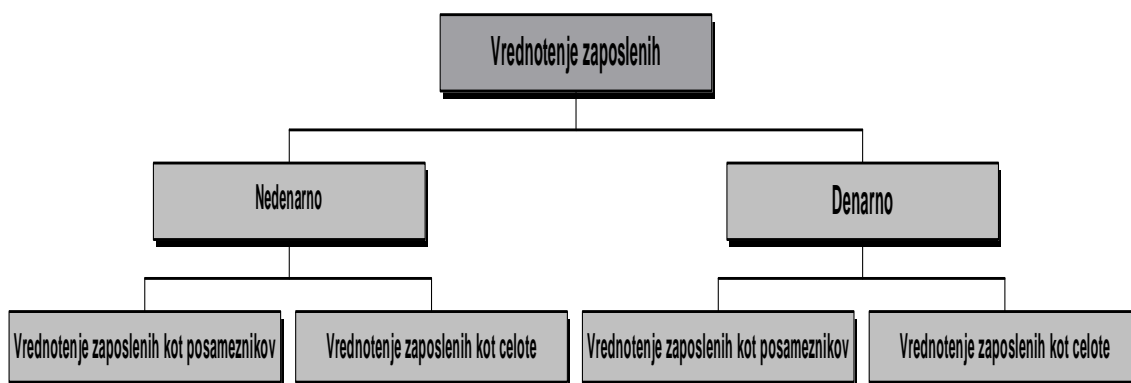 Vrednotenje zaposlenih
Nedenarno
Denarno
Vrednotenje zaposlenih kot posameznikov
Vrednotenje zaposlenih kot celote
Vrednotenje zaposlenih kot posameznikov
Vrednotenje zaposlenih kot celote